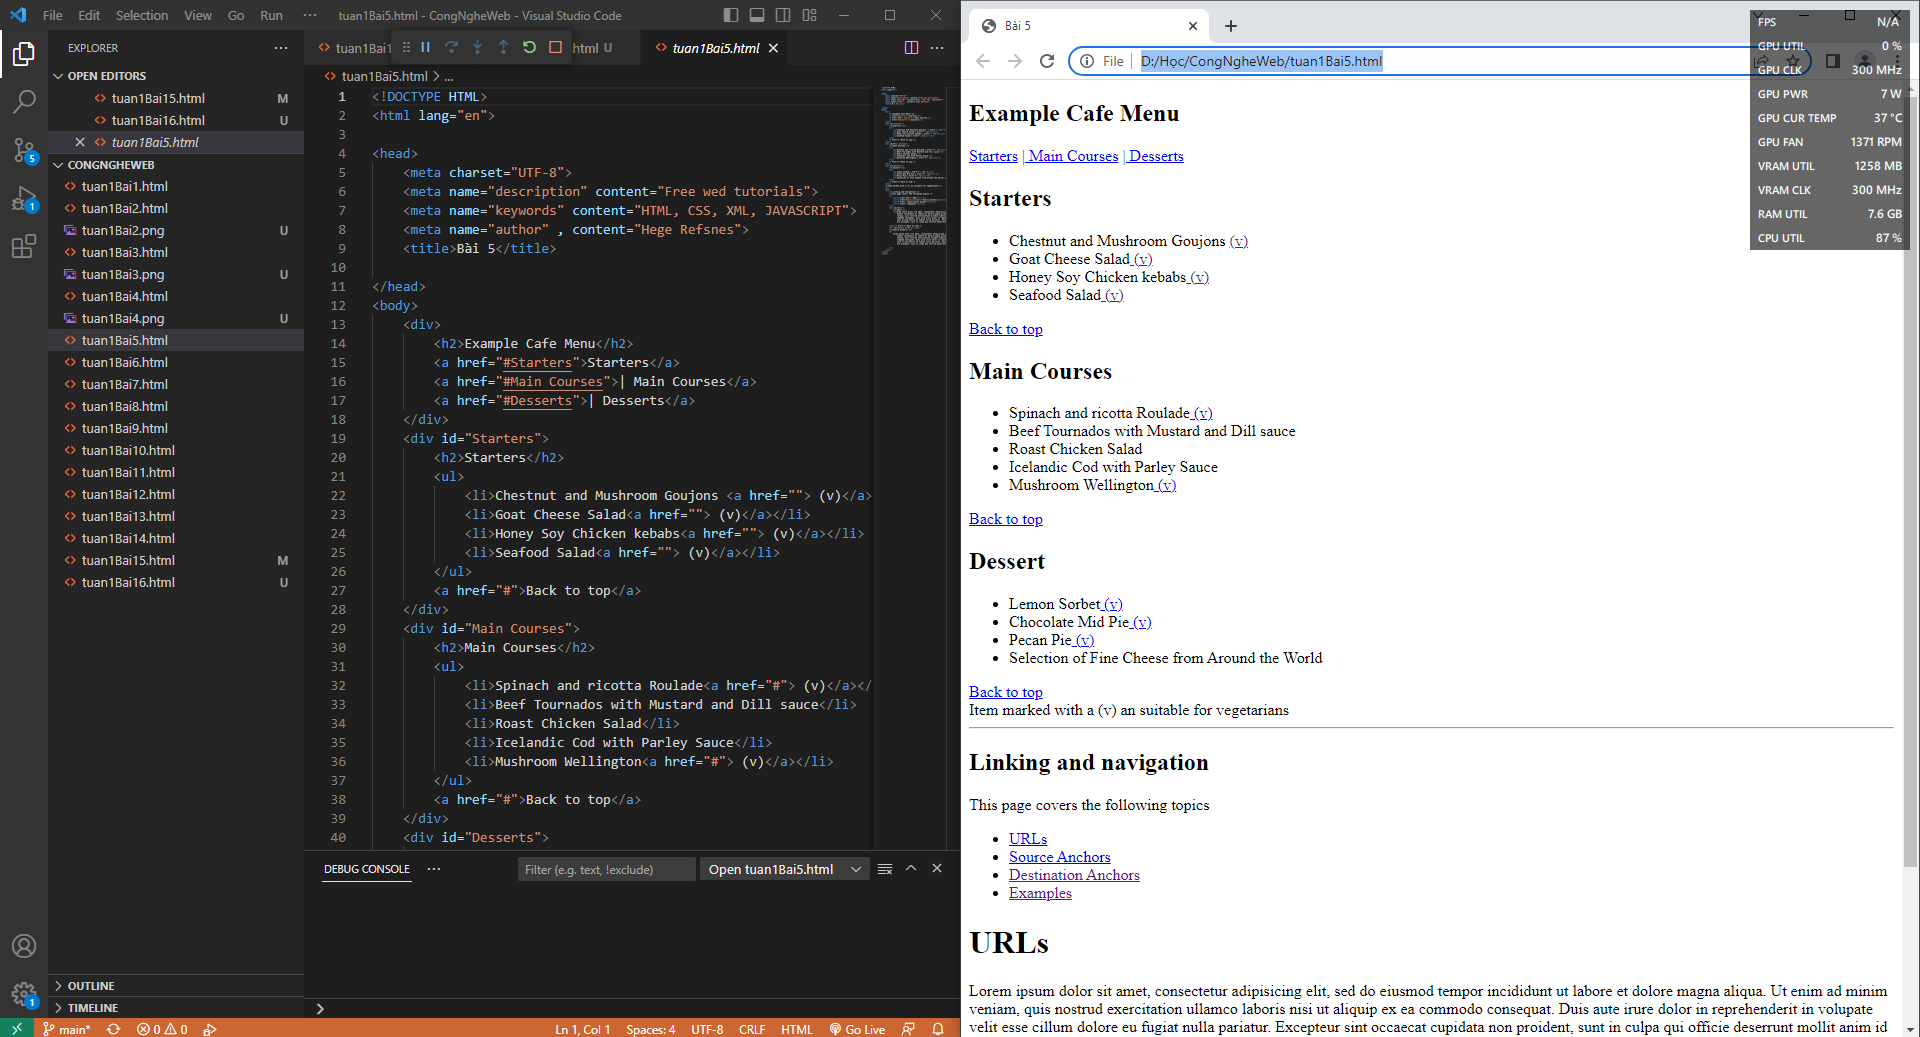 File Edit Selection View Go Run ··· tuan1Bai5.html - CongNgheWeb - Visual Studio Code
EXPLORER
OPEN EDITORS
tuan1Bai15.html M
tuan1Bai16.html U
tuan1Bai5.html
CONGNGHEWEB
tuan1Bai1.html
tuan1Bai2.html
tuan1Bai2.png U
tuan1Bai3.html
tuan1Bai3.png U
tuan1Bai4.html
tuan1Bai4.png U
tuan1Bai5.html
tuan1Bai6.html
tuan1Bai7.html
tuan1Bai8.html
tuan1Bai9.html
tuan1Bai10.html
tuan1Bai11.html
tuan1Bai12.html
tuan1Bai13.html
tuan1Bai14.html
tuan1Bai15.html M
tuan1Bai16.html U
OUTLINE
TIMELINE
5
1
1
tuan1Bai1 html U tuan1Bai5.html
tuan1Bai5.html > ...
1 <!DOCTYPE HTML>
2 <html lang="en">
3
4 <head>
5 <meta charset="UTF-8">
6 <meta name="description" content="Free wed tutorials">
7 <meta name="keywords" content="HTML, CSS, XML, JAVASCRIPT">
8 <meta name="author" , content="Hege Refsnes">
9 <title>Bài 5</title>
10
11 </head>
12 <body>
13 <div>
14 <h2>Example Cafe Menu</h2>
15 <a href="#Starters">Starters</a>
16 <a href="#Main Courses">| Main Courses</a>
17 <a href="#Desserts">| Desserts</a>
18 </div>
19 <div id="Starters">
20 <h2>Starters</h2>
21 <ul>
22 <li>Chestnut and Mushroom Goujons <a href=""> (v)</a>
23 <li>Goat Cheese Salad<a href=""> (v)</a></li>
24 <li>Honey Soy Chicken kebabs<a href=""> (v)</a></li>
25 <li>Seafood Salad<a href=""> (v)</a></li>
26 </ul>
27 <a href="#">Back to top</a>
28 </div>
29 <div id="Main Courses">
30 <h2>Main Courses</h2>
31 <ul>
32 <li>Spinach and ricotta Roulade<a href="#"> (v)</a></
33 <li>Beef Tournados with Mustard and Dill sauce</li>
34 <li>Roast Chicken Salad</li>
35 <li>Icelandic Cod with Parley Sauce</li>
36 <li>Mushroom Wellington<a href="#"> (v)</a></li>
37 </ul>
38 <a href="#">Back to top</a>
39 </div>
40 <div id="Desserts">
DEBUG CONSOLE ··· Filter (e.g. text, !exclude) Open tuan1Bai5.html
main* 0 0 Ln 1, Col 1 Spaces: 4 UTF-8 CRLF HTML Go Live
Bài 5
File D:/Học/CongNgheWeb/tuan1Bai5.html
FPS N/A
GPU UTIL 0 %
GPU CLK 300 MHz
GPU PWR 7 W
GPU CUR TEMP 37 °C
GPU FAN 1371 RPM
VRAM UTIL 1258 MB
VRAM CLK 300 MHz
RAM UTIL 7.6 GB
CPU UTIL 87 %
Example Cafe Menu
Starters | Main Courses | Desserts
Starters
• Chestnut and Mushroom Goujons (v)
• Goat Cheese Salad (v)
• Honey Soy Chicken kebabs (v)
• Seafood Salad (v)
Back to top
Main Courses
• Spinach and ricotta Roulade (v)
• Beef Tournados with Mustard and Dill sauce
• Roast Chicken Salad
• Icelandic Cod with Parley Sauce
• Mushroom Wellington (v)
Back to top
Dessert
• Lemon Sorbet (v)
• Chocolate Mid Pie (v)
• Pecan Pie (v)
• Selection of Fine Cheese from Around the World
Back to top
Item marked with a (v) an suitable for vegetarians
Linking and navigation
This page covers the following topics
• URLs
• Source Anchors
• Destination Anchors
• Examples
URLs
Lorem ipsum dolor sit amet, consectetur adipisicing elit, sed do eiusmod tempor incididunt ut labore et dolore magna aliqua. Ut enim ad minim
veniam, quis nostrud exercitation ullamco laboris nisi ut aliquip ex ea commodo consequat. Duis aute irure dolor in reprehenderit in voluptate
velit esse cillum dolore eu fugiat nulla pariatur. Excepteur sint occaecat cupidata non proident, sunt in culpa qui officie deserrunt mollit anim id